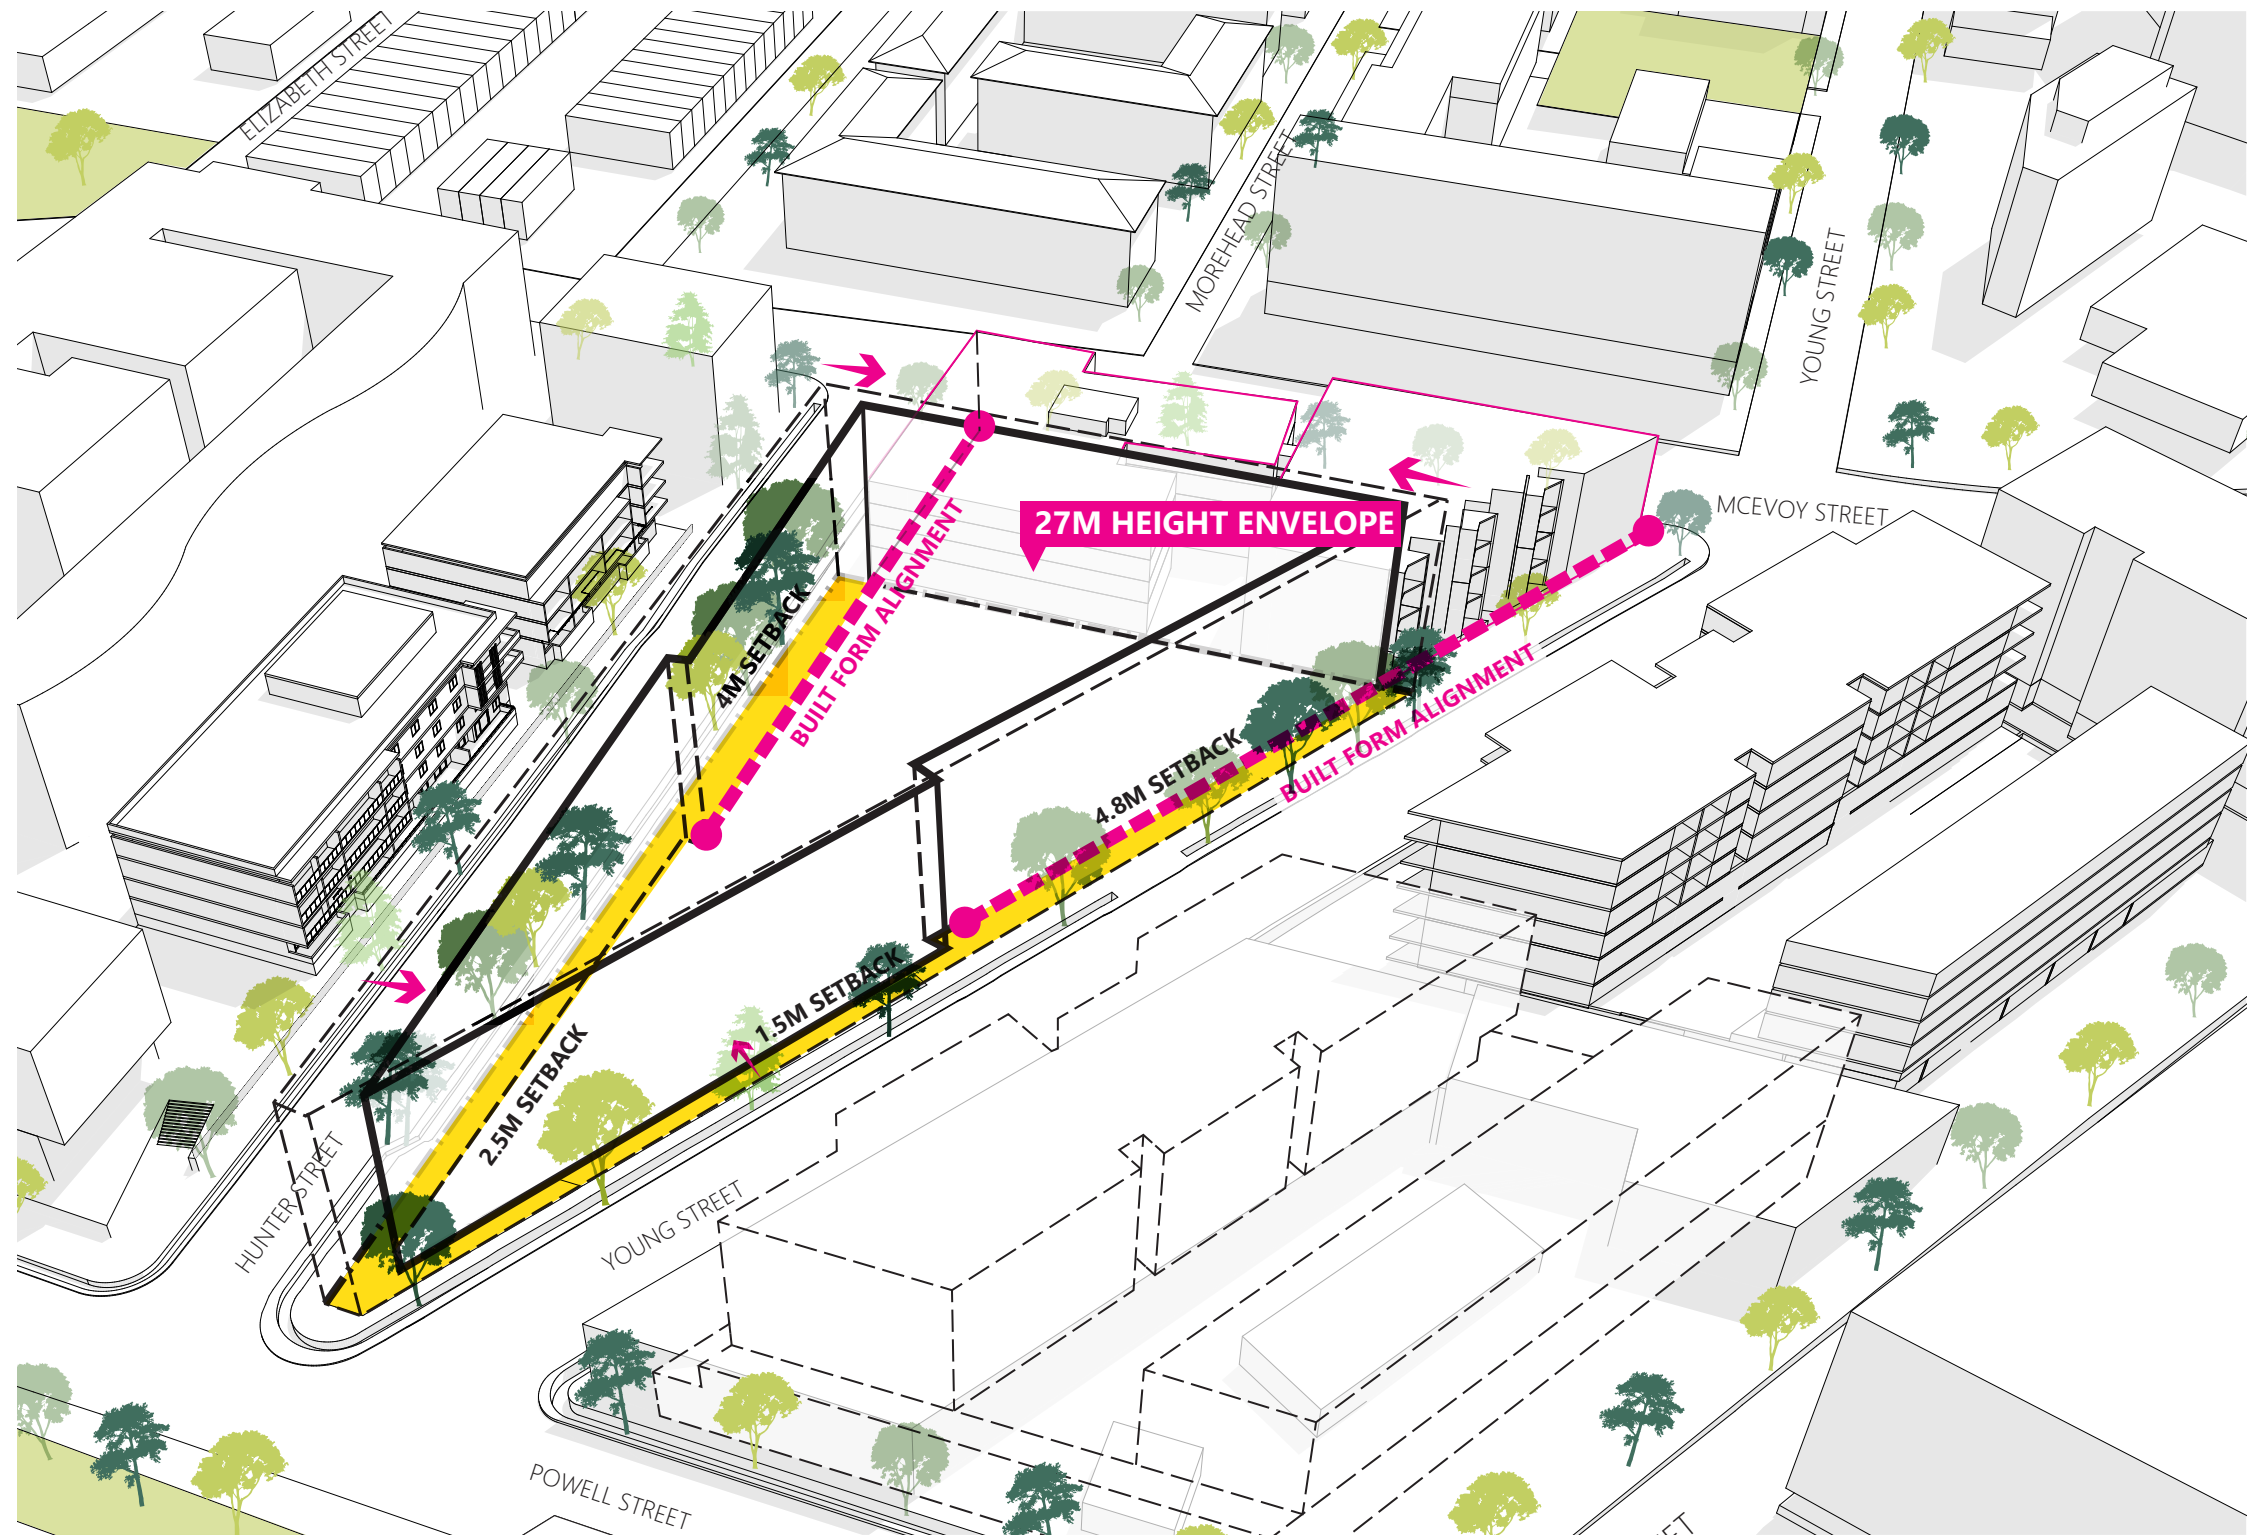 ELIZABETH STREET
MOREHEAD STREET
YOUNG STREET
MCEVOY STREET
27M HEIGHT ENVELOPE
4M SETBACK
BUILT FORM ALIGNMENT
4.8M SETBACK
BUILT FORM ALIGNMENT
1.5M SETBACK
2.5M SETBACK
HUNTER STREET
YOUNG STREET
POWELL STREET